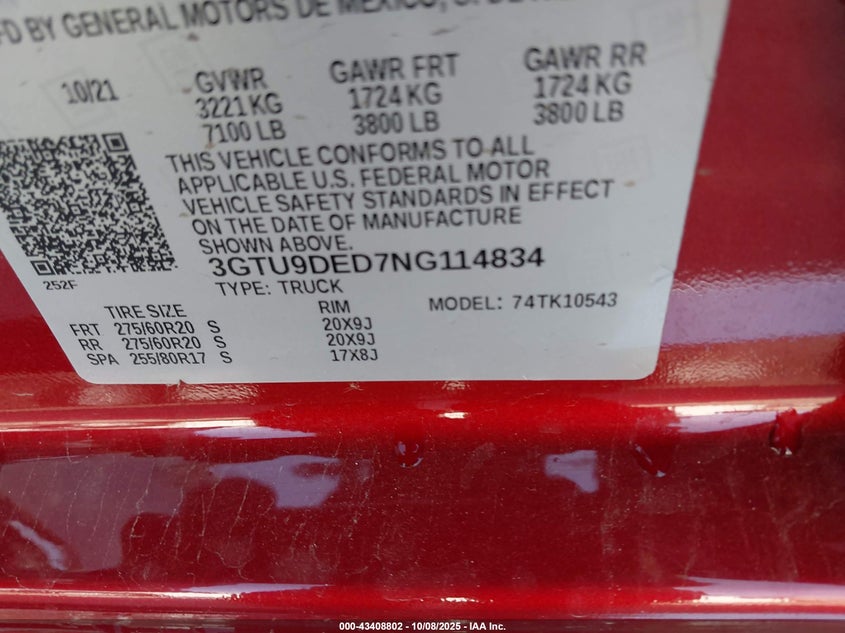 FD BY GENERAL MOTORS DE MEXICO,
10/21
GVWR GAWR FRT GAWR RR
3221 KG 1724 KG 1724 KG
7100 LB 3800 LB 3800 LB
THIS VEHICLE CONFORMS TO ALL
APPLICABLE U.S. FEDERAL MOTOR
VEHICLE SAFETY STANDARDS IN EFFECT
ON THE DATE OF MANUFACTURE
SHOWN ABOVE.
3GTU9DED7NG114834
252F
TYPE: TRUCK
MODEL: 74TK10543
TIRE SIZE RIM
FRT 275/60R20 S 20X9J
RR 275/60R20 S 20X9J
SPA 255/80R17 S 17X8J
000-43408802 - 10/08/2025 - IAA Inc.